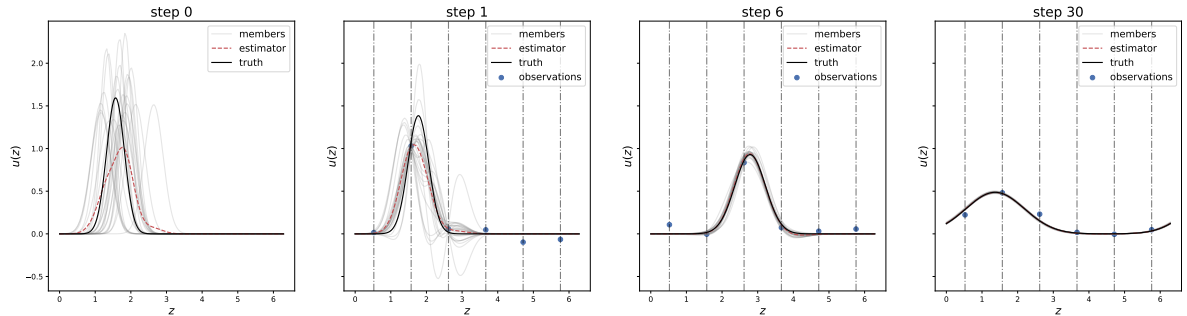 step 0
members
estimator
truth
2.0
1.5
1.0
0.5
0.0
−0.5
u(z)
0 1 2 3 4 5 6
z
step 1
members
estimator
truth
observations
u(z)
0 1 2 3 4 5 6
z
step 6
members
estimator
truth
observations
u(z)
0 1 2 3 4 5 6
z
step 30
members
estimator
truth
observations
u(z)
0 1 2 3 4 5 6
z